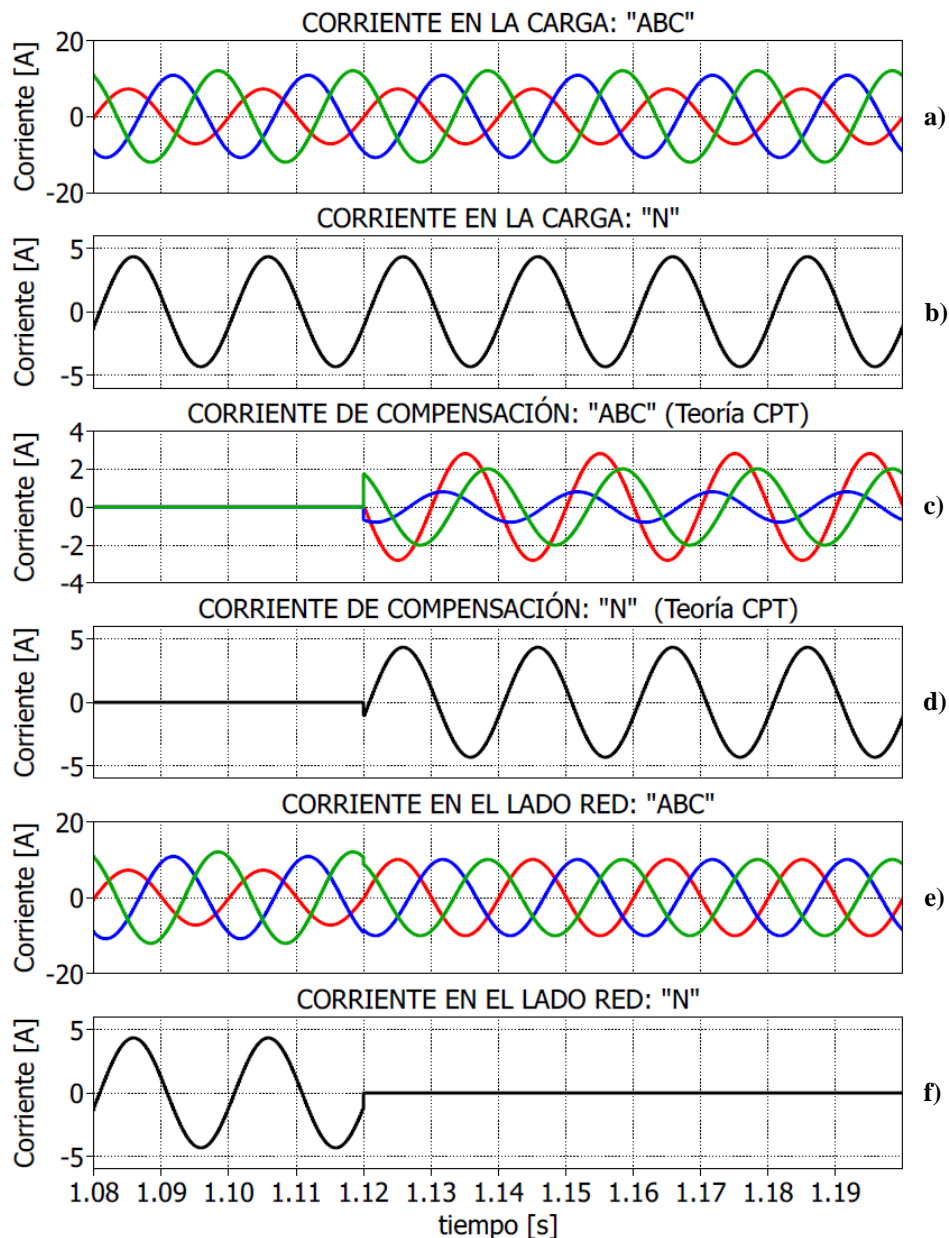 CORRIENTE EN LA CARGA: "ABC"
Corriente [A]
20
0
-20
a)
CORRIENTE EN LA CARGA: "N"
Corriente [A]
5
0
-5
b)
CORRIENTE DE COMPENSACIÓN: "ABC" (Teoría CPT)
Corriente [A]
4
2
0
-2
-4
c)
CORRIENTE DE COMPENSACIÓN: "N" (Teoría CPT)
Corriente [A]
5
0
-5
d)
CORRIENTE EN EL LADO RED: "ABC"
Corriente [A]
20
0
-20
e)
CORRIENTE EN EL LADO RED: "N"
Corriente [A]
5
0
-5
f)
1.08 1.09 1.10 1.11 1.12 1.13 1.14 1.15 1.16 1.17 1.18 1.19
tiempo [s]